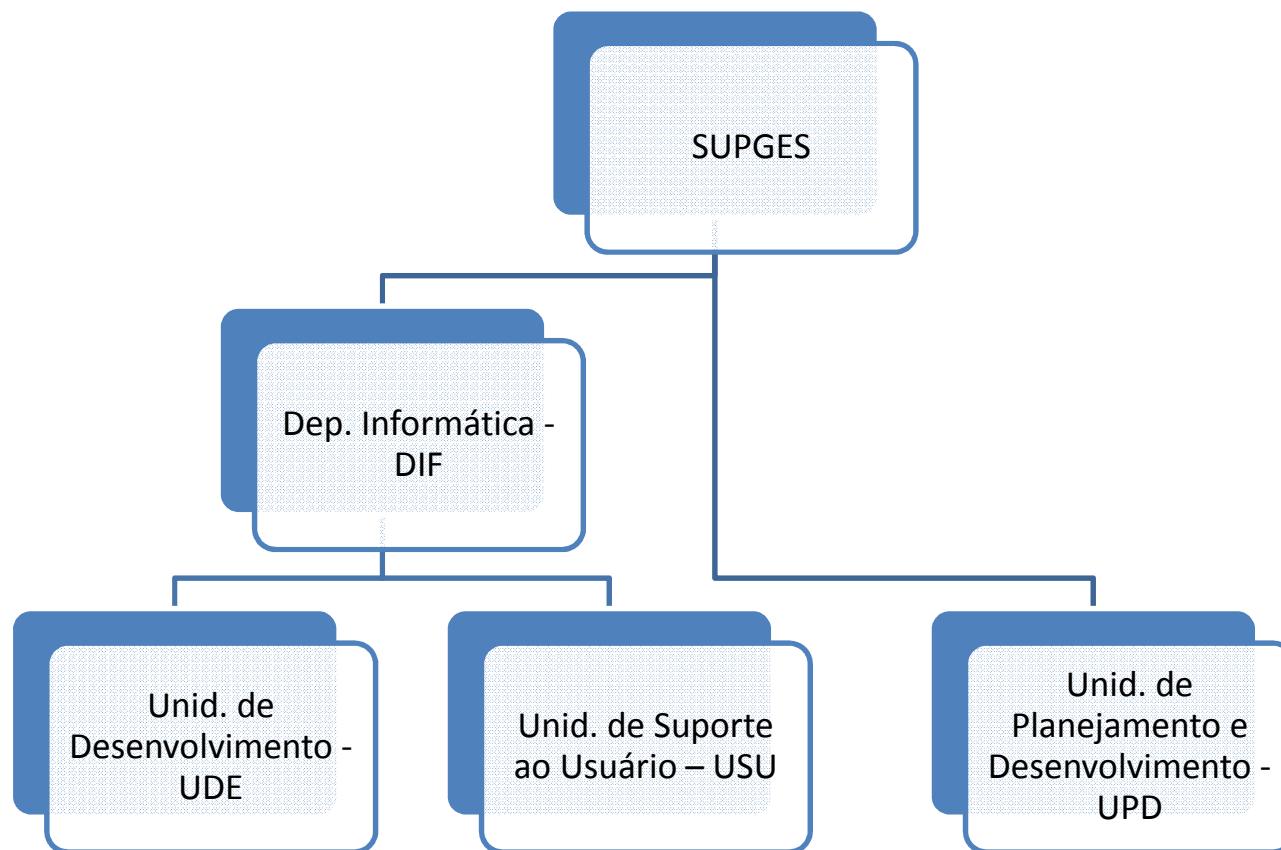 SUPGES
Dep. Informática -
DIF
Unid. de
Desenvolvimento -
UDE
Unid. de Suporte
ao Usuário – USU
Unid. de
Planejamento e
Desenvolvimento -
UPD